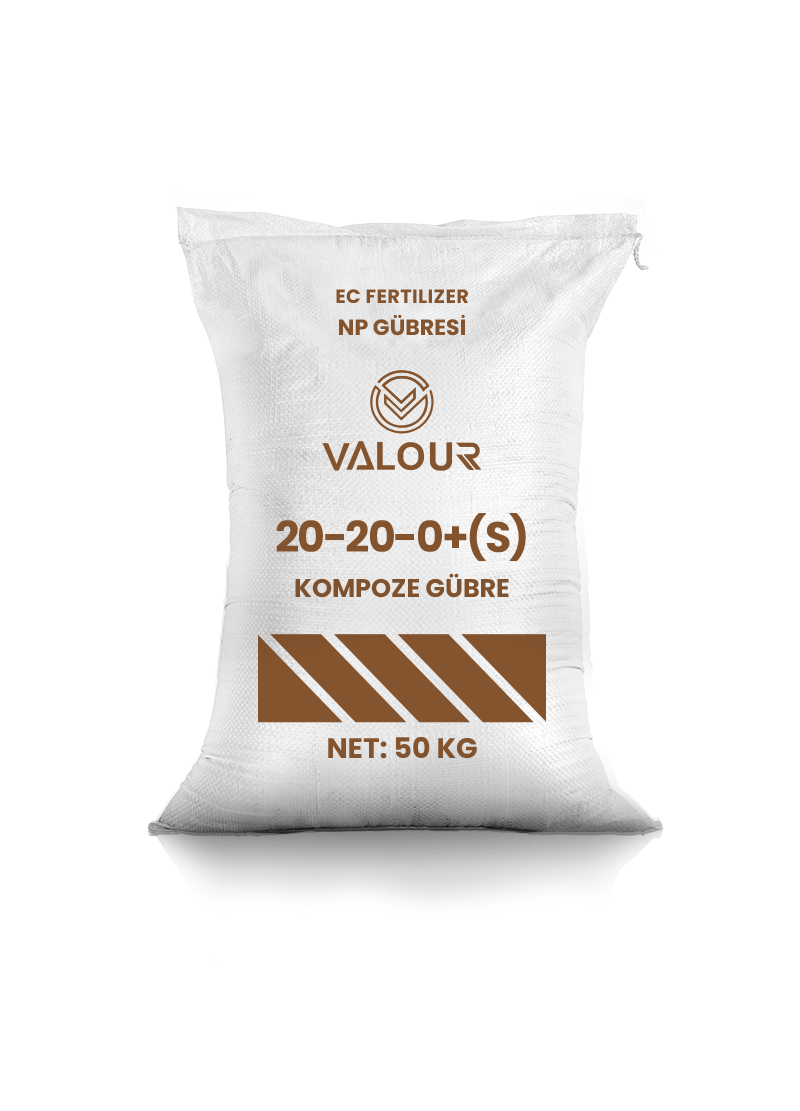 EC FERTILIZER
NP GÜBRESİ
VALOUR
20-20-0+(S)
KOMPOZE GÜBRE
NET: 50 KG